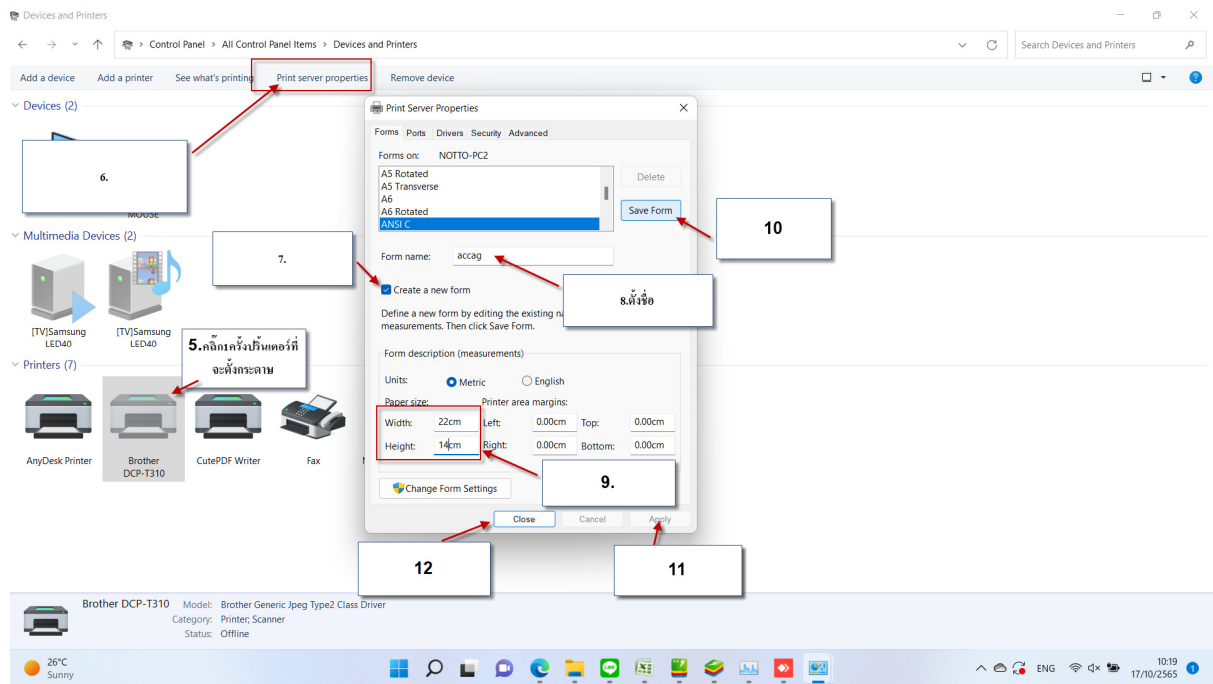 Devices and Printers
Control Panel > All Control Panel Items > Devices and Printers
Search Devices and Printers
Add a device Add a printer See what's printing Print server properties Remove device
Devices (2)
6.
MOUSE
Multimedia Devices (2)
[TV]Samsung LED40
[TV]Samsung LED40
7.
5.คลิ๊ก1ครั้งปริ้นเตอร์ที่
จะตั้งกระดาษ
Printers (7)
AnyDesk Printer
Brother
DCP-T310
CutePDF Writer
Fax
Print Server Properties
Forms Ports Drivers Security Advanced
Forms on: NOTTO-PC2
A5 Rotated
A5 Transverse
A6
A6 Rotated
ANSI C
Delete
Save Form
10
Form name: accag
Create a new form
8.ตั้งชื่อ
Define a new form by editing the existing
measurements. Then click Save Form.
Form description (measurements)
Units: Metric English
Paper size: Printer area margins:
Width: 22cm Left: 0.00cm Top: 0.00cm
Height: 14cm Right: 0.00cm Bottom: 0.00cm
9.
Change Form Settings
Close Cancel Apply
12
11
Brother DCP-T310 Model: Brother Generic Jpeg Type2 Class Driver
Category: Printer; Scanner
Status: Offline
26°C
Sunny
ENG
10:19
17/10/2565
1